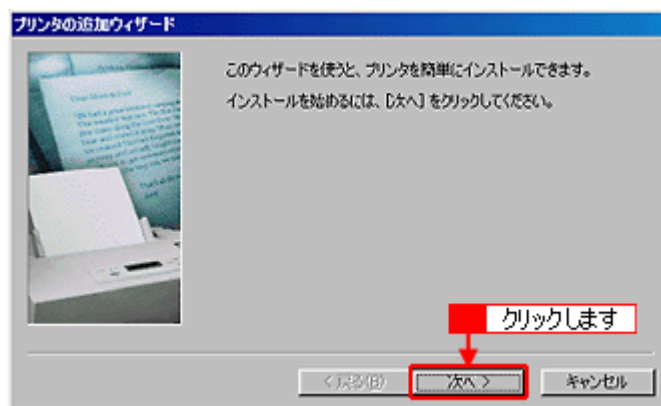 プリンタの追加ウィザード
このウィザードを使うと、プリンタを簡単にインストールできます。
インストールを始めるには、[次へ] をクリックしてください。
クリックします
< 戻る(B)
次へ >
キャンセル